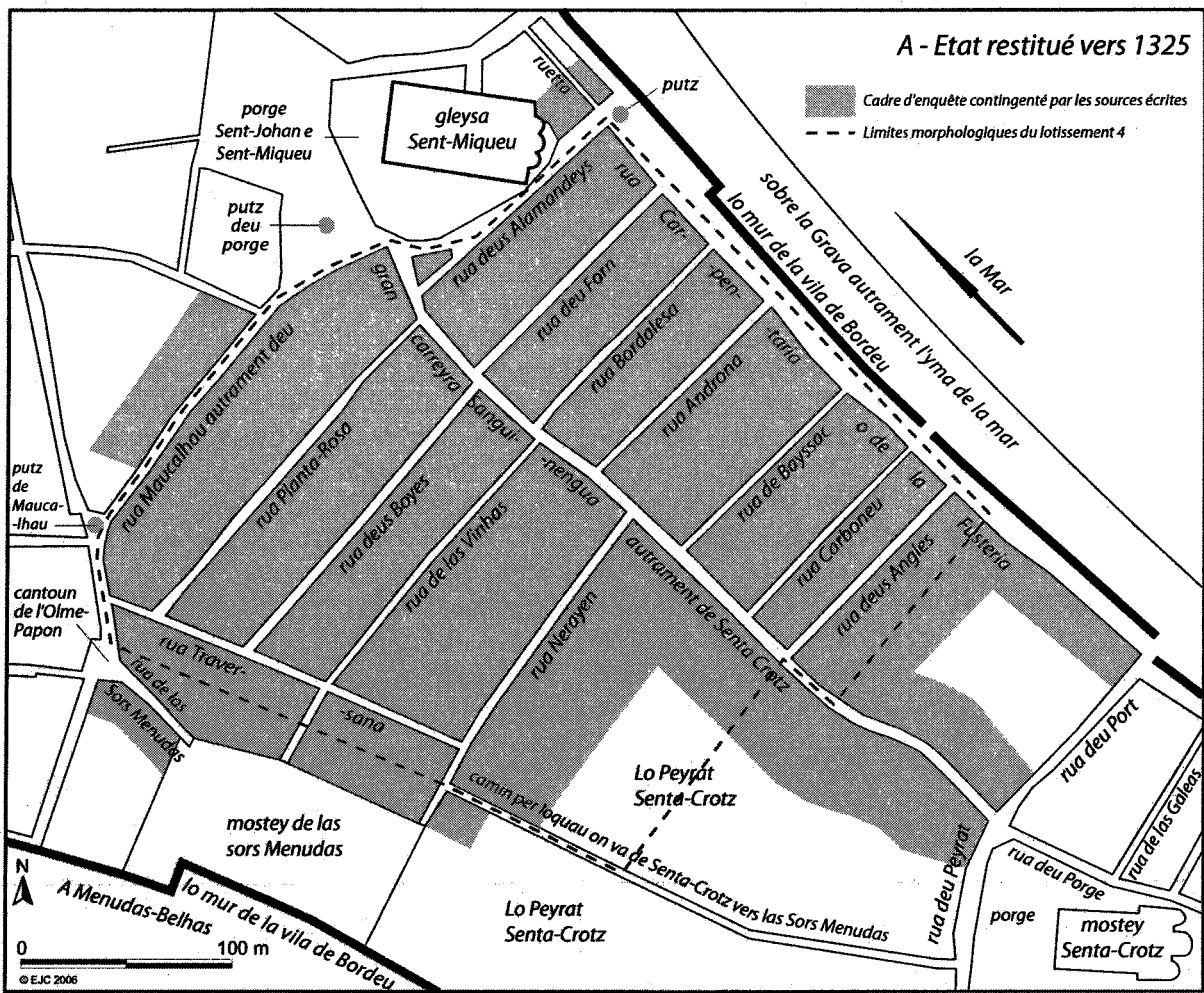 A - Etat restitué vers 1325
Cadre d'enquête contingenté par les sources écrites
Limites morphologiques du lotissement 4
ruetta
putz
porge
Sent-Johan e
Sent-Miqueu
gleysa
Sent-Miqueu
putz
deu
porge
sobre la Grava autrament l'yma de la mar
la Mar
lo mur de la vila de Bordeu
rua
Car-
-pen-
-taria
o de
la
Fusteria
rua deus Alamandeys
rua deu Forn
rua Bordalesa
rua Androna
rua de Bayssac
rua Carboneu
rua deus Angles
gran
carreyra
Sangui-
-nengua
autrament de Senta Crotz
rua Maucalhau autrament deu
rua Planta-Rosa
rua deus Boyes
rua de las Vinhas
rua Nerayen
putz
de
Mauca-
-lhau
cantoun
de l'Olme-
Papon
rua Traver-
-sana
rua de las
Sors Menudas
Lo Peyrat
Senta-Crotz
camin per loquau on va de Senta-Crotz vers las Sors Menudas
mostey de las
sors Menudas
Lo Peyrat
Senta-Crotz
rua deu Peyrat
rua deu Port
rua de las Galeas
rua deu Porge
porge
mostey
Senta-Crotz
N
A Menudas-Belhas
lo mur de la vila de Bordeu
0 100 m
© EJC 2006